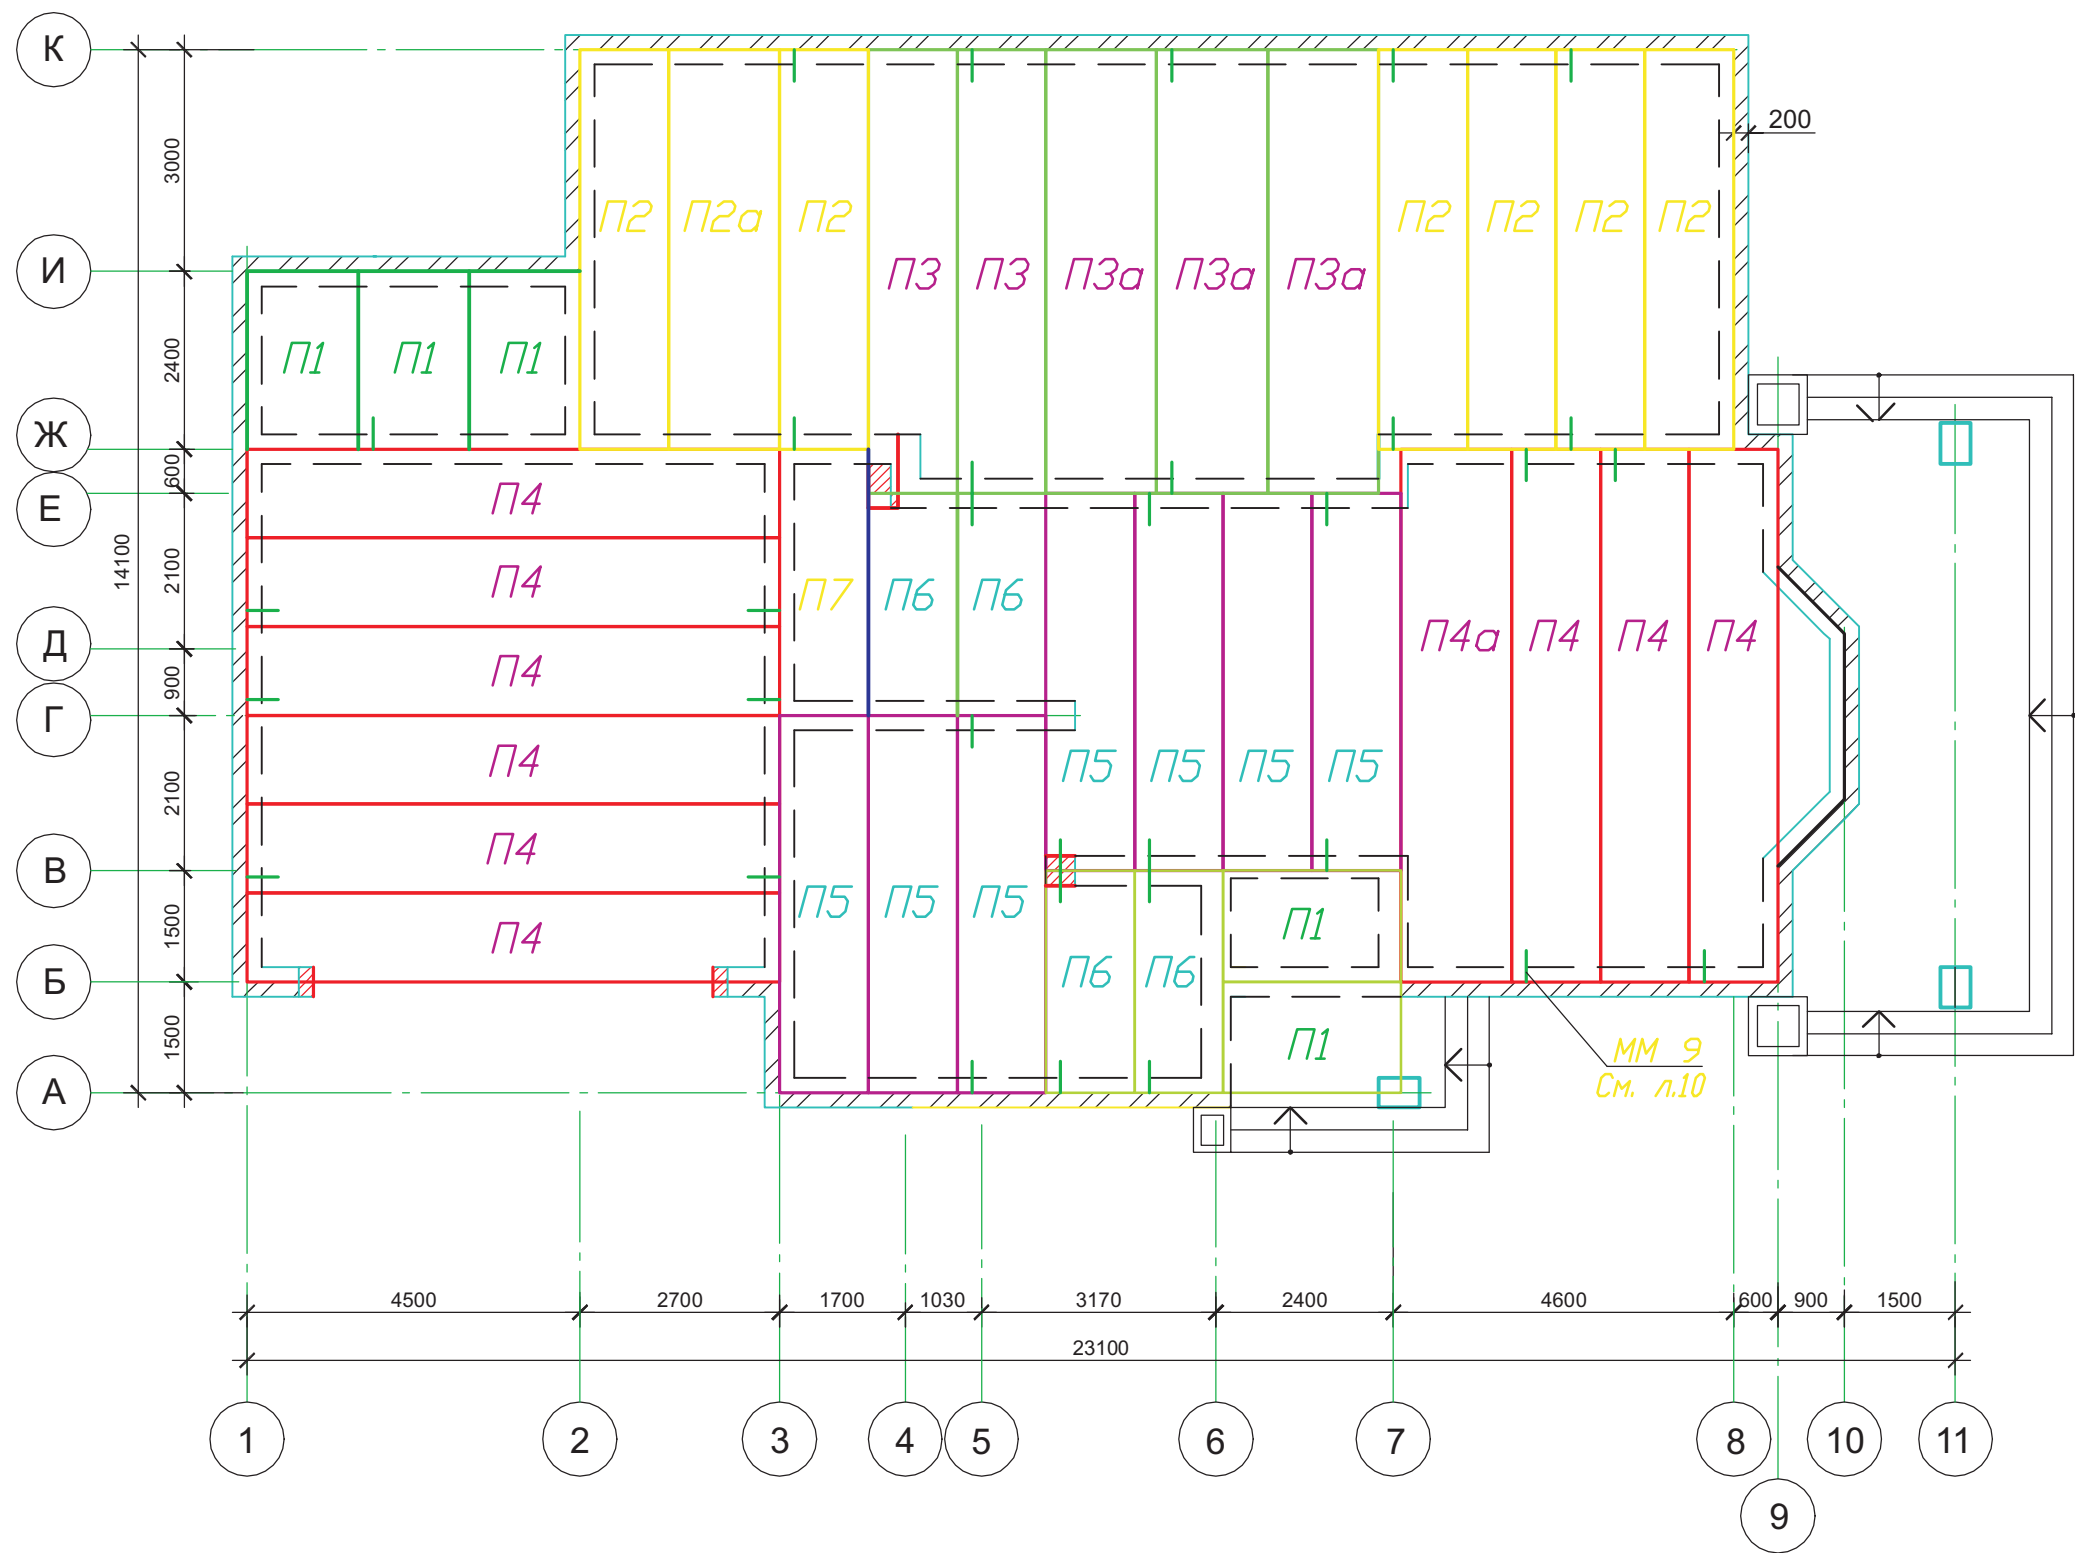 К
200
3000
П2 П2а П2 П2 П2 П2 П2
И
П3 П3 П3а П3а П3а
2400
П1 П1 П1
Ж
600
Е
П4
14100
2100
П4
П7 П6 П6
Д
П4а П4 П4 П4
900
П4
Г
П4
П5 П5 П5 П5
2100
П4
В
П5 П5 П5
1500
П1
П4
Б
П6 П6
1500
П1
ММ 9
См. л.10
А
4500 2700 1700 1030 3170 2400 4600 600 900 1500
23100
1 2 3 4 5 6 7 8 10 11
9